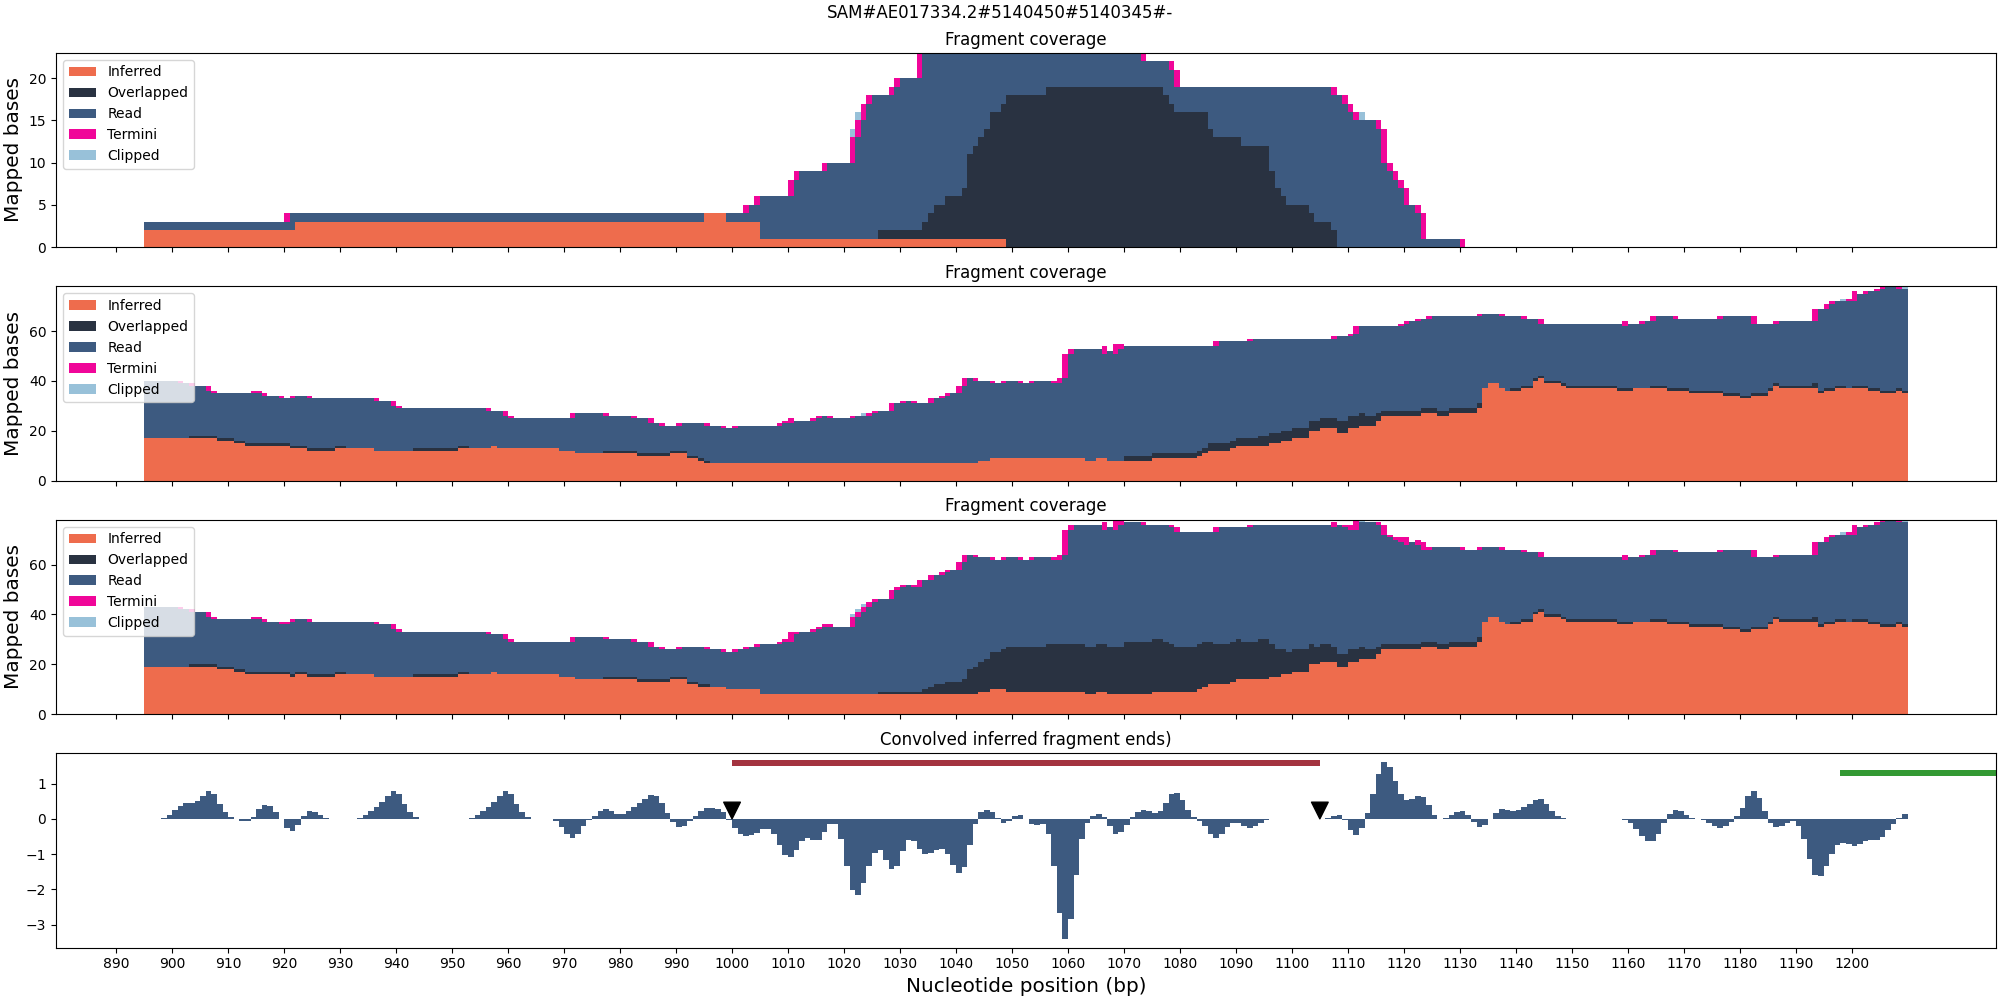 SAM#AE017334.2#5140450#5140345#-
Fragment coverage
Mapped bases
20
15
10
5
0
Inferred
Overlapped
Read
Termini
Clipped
Fragment coverage
Mapped bases
60
40
20
0
Inferred
Overlapped
Read
Termini
Clipped
Fragment coverage
Mapped bases
60
40
20
0
Inferred
Overlapped
Read
Termini
Clipped
Convolved inferred fragment ends)
1
0
−1
−2
−3
890 900 910 920 930 940 950 960 970 980 990 1000 1010 1020 1030 1040 1050 1060 1070 1080 1090 1100 1110 1120 1130 1140 1150 1160 1170 1180 1190 1200
Nucleotide position (bp)